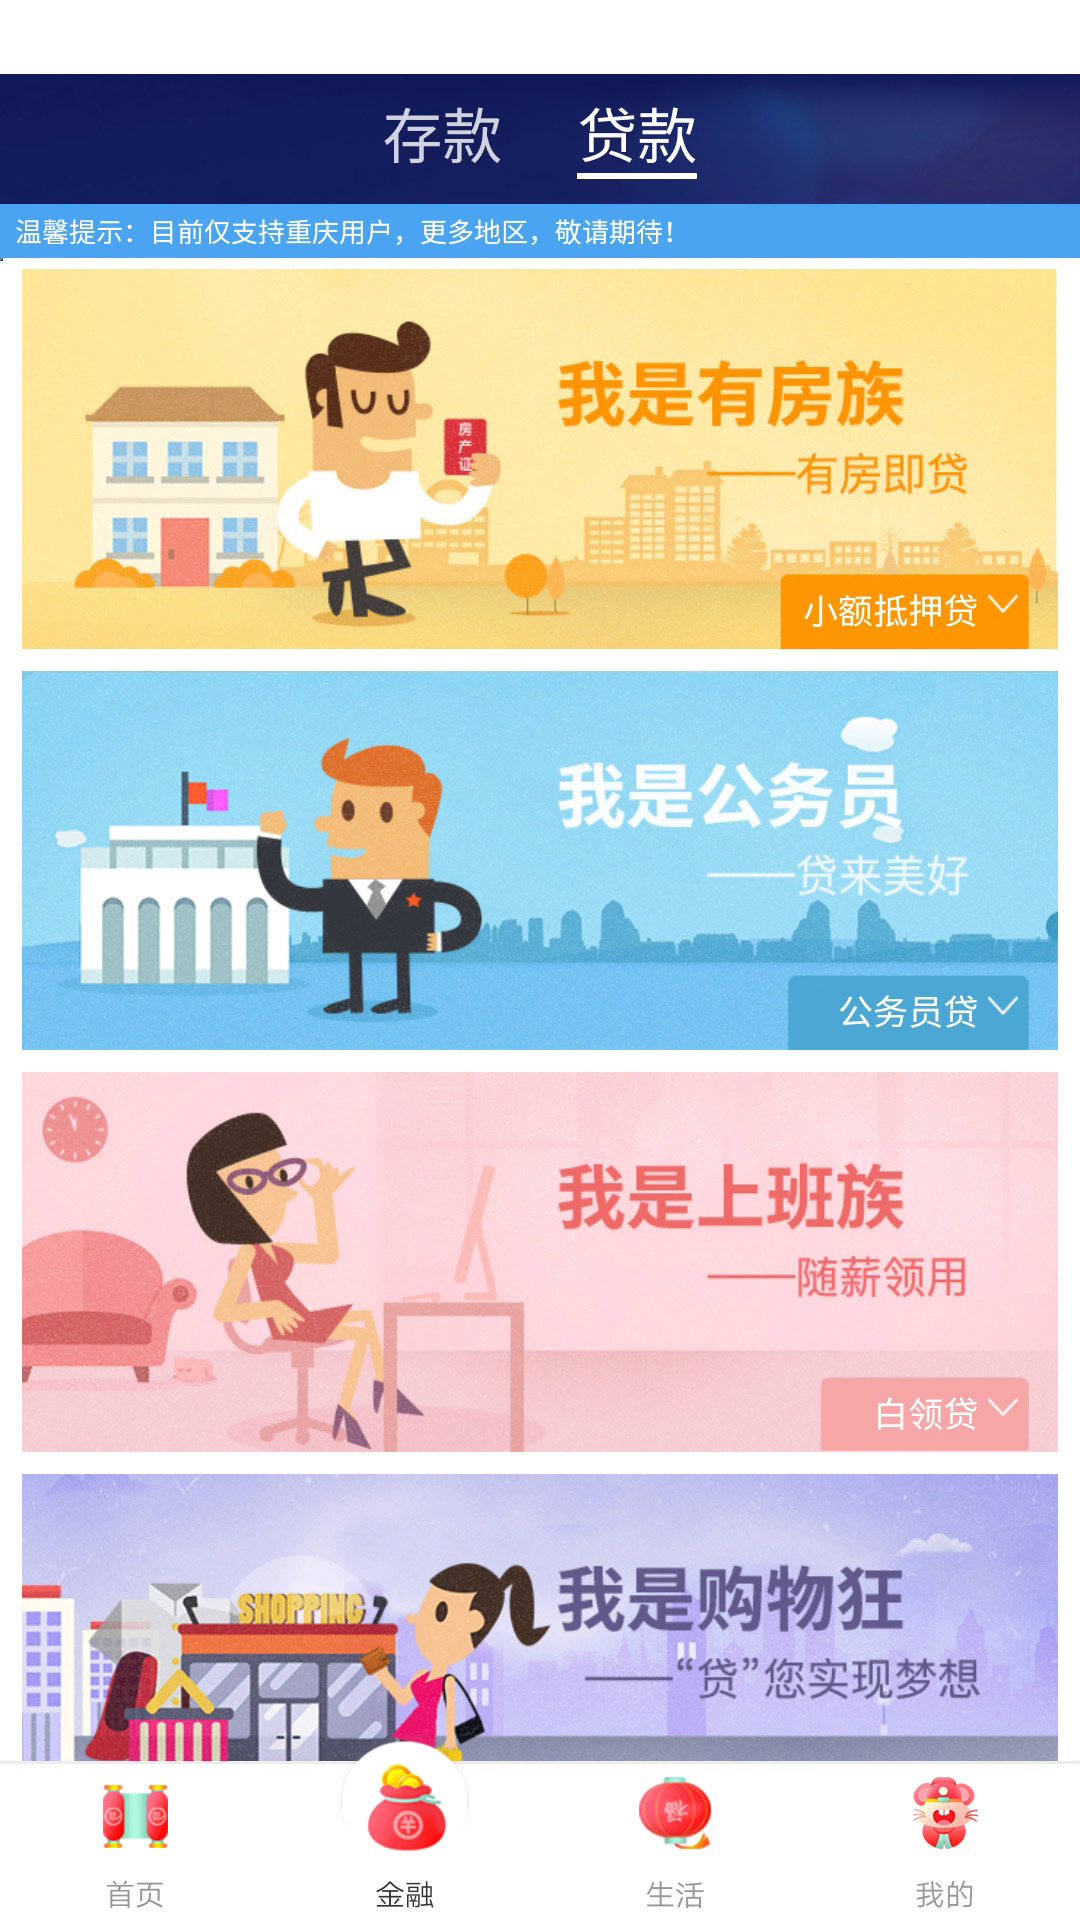 存款 贷款
温馨提示：目前仅支持重庆用户，更多地区，敬请期待！
我是有房族
——有房即贷
房产证
小额抵押贷
我是公务员
——贷来美好
公务员贷
我是上班族
——随薪领用
白领贷
我是购物狂
——“贷”您实现梦想
SHOPPING
福
首页 金融 生活 我的